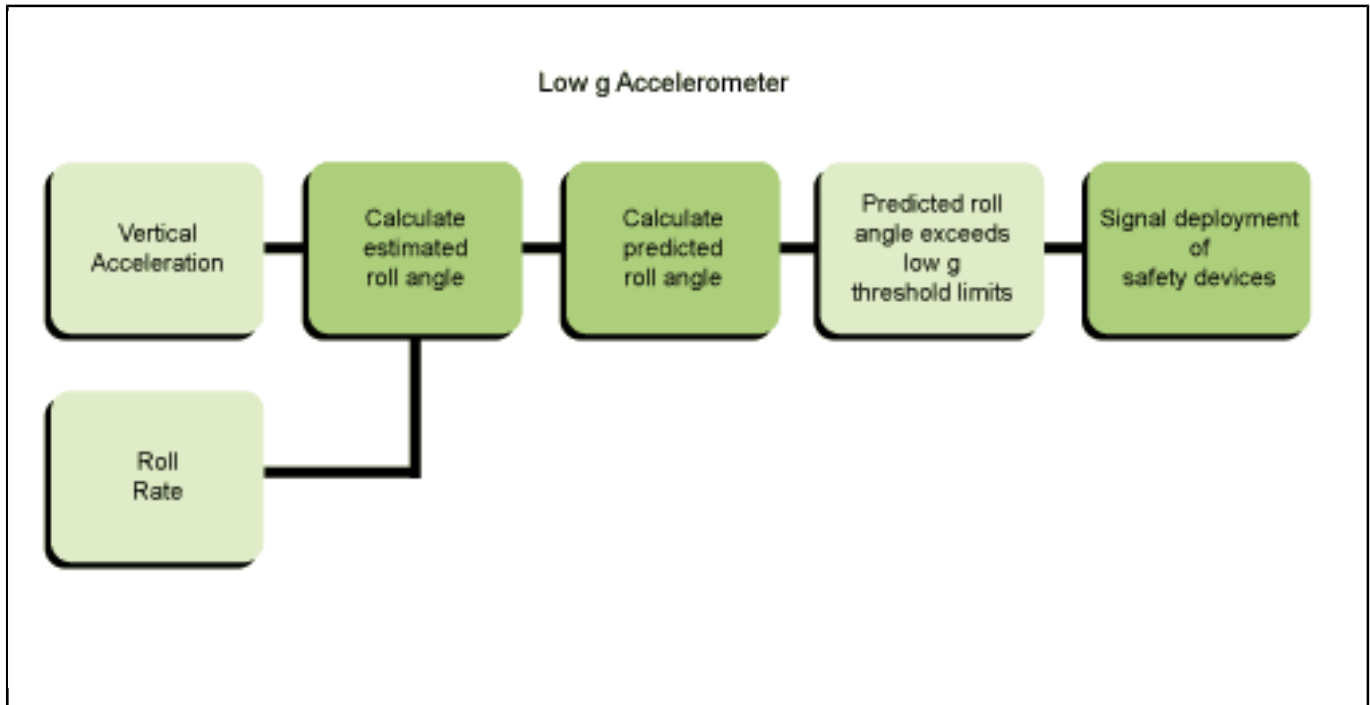 Low g Accelerometer
Vertical
Acceleration
Calculate
estimated
roll angle
Calculate
predicted
roll angle
Predicted roll
angle exceeds
low g
threshold limits
Signal deployment
of
safety devices
Roll
Rate